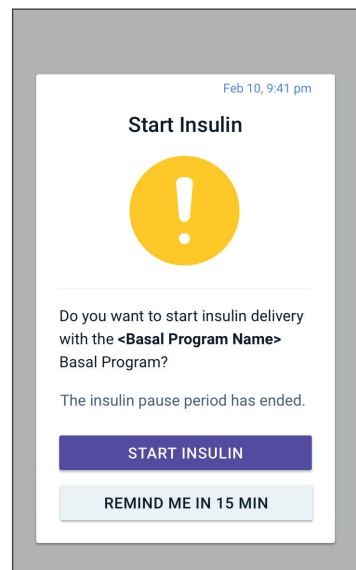 Feb 10, 9:41 pm
Start Insulin
Do you want to start insulin delivery
with the <Basal Program Name>
Basal Program?
The insulin pause period has ended.
START INSULIN
REMIND ME IN 15 MIN